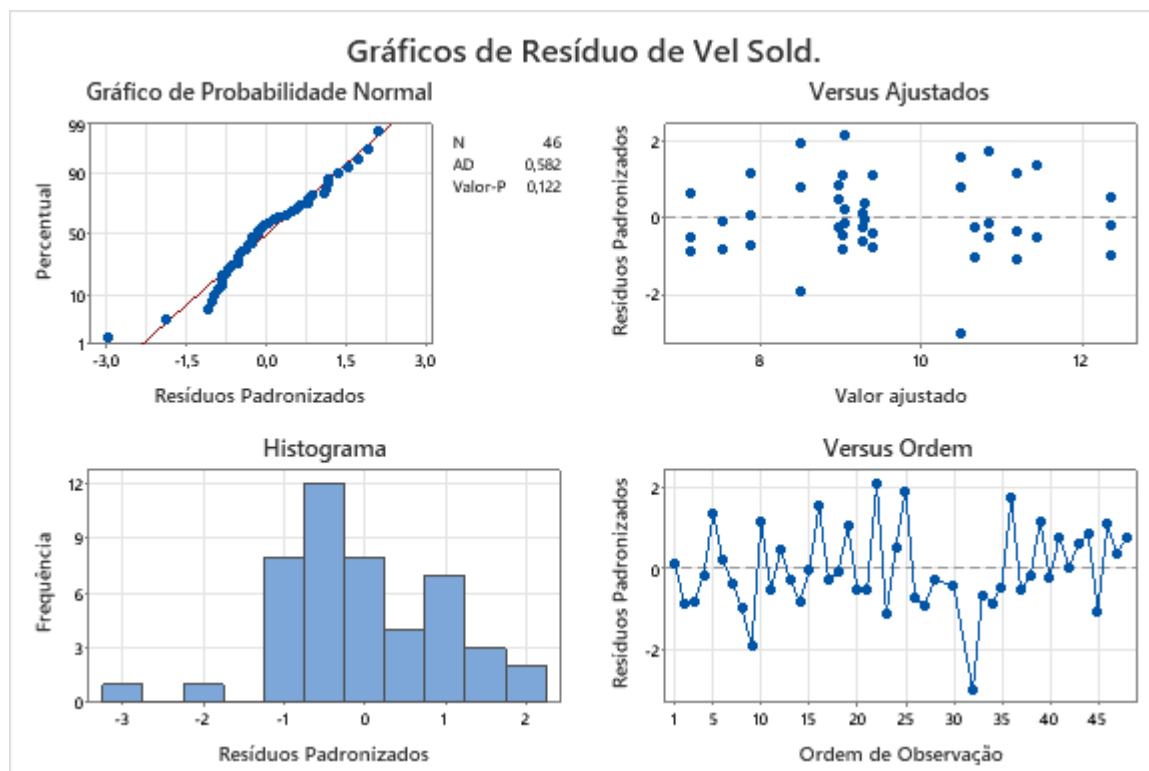 Gráficos de Resíduo de Vel Sold.
Gráfico de Probabilidade Normal
99
90
50
10
1
Percentual
-3,0 -1,5 0,0 1,5 3,0
Resíduos Padronizados
N 46
AD 0,582
Valor-P 0,122
Versus Ajustados
2
0
-2
Resíduos Padronizados
8 10 12
Valor ajustado
Histograma
12
9
6
3
0
Frequência
-3 -2 -1 0 1 2
Resíduos Padronizados
Versus Ordem
2
0
-2
Resíduos Padronizados
1 5 10 15 20 25 30 35 40 45
Ordem de Observação